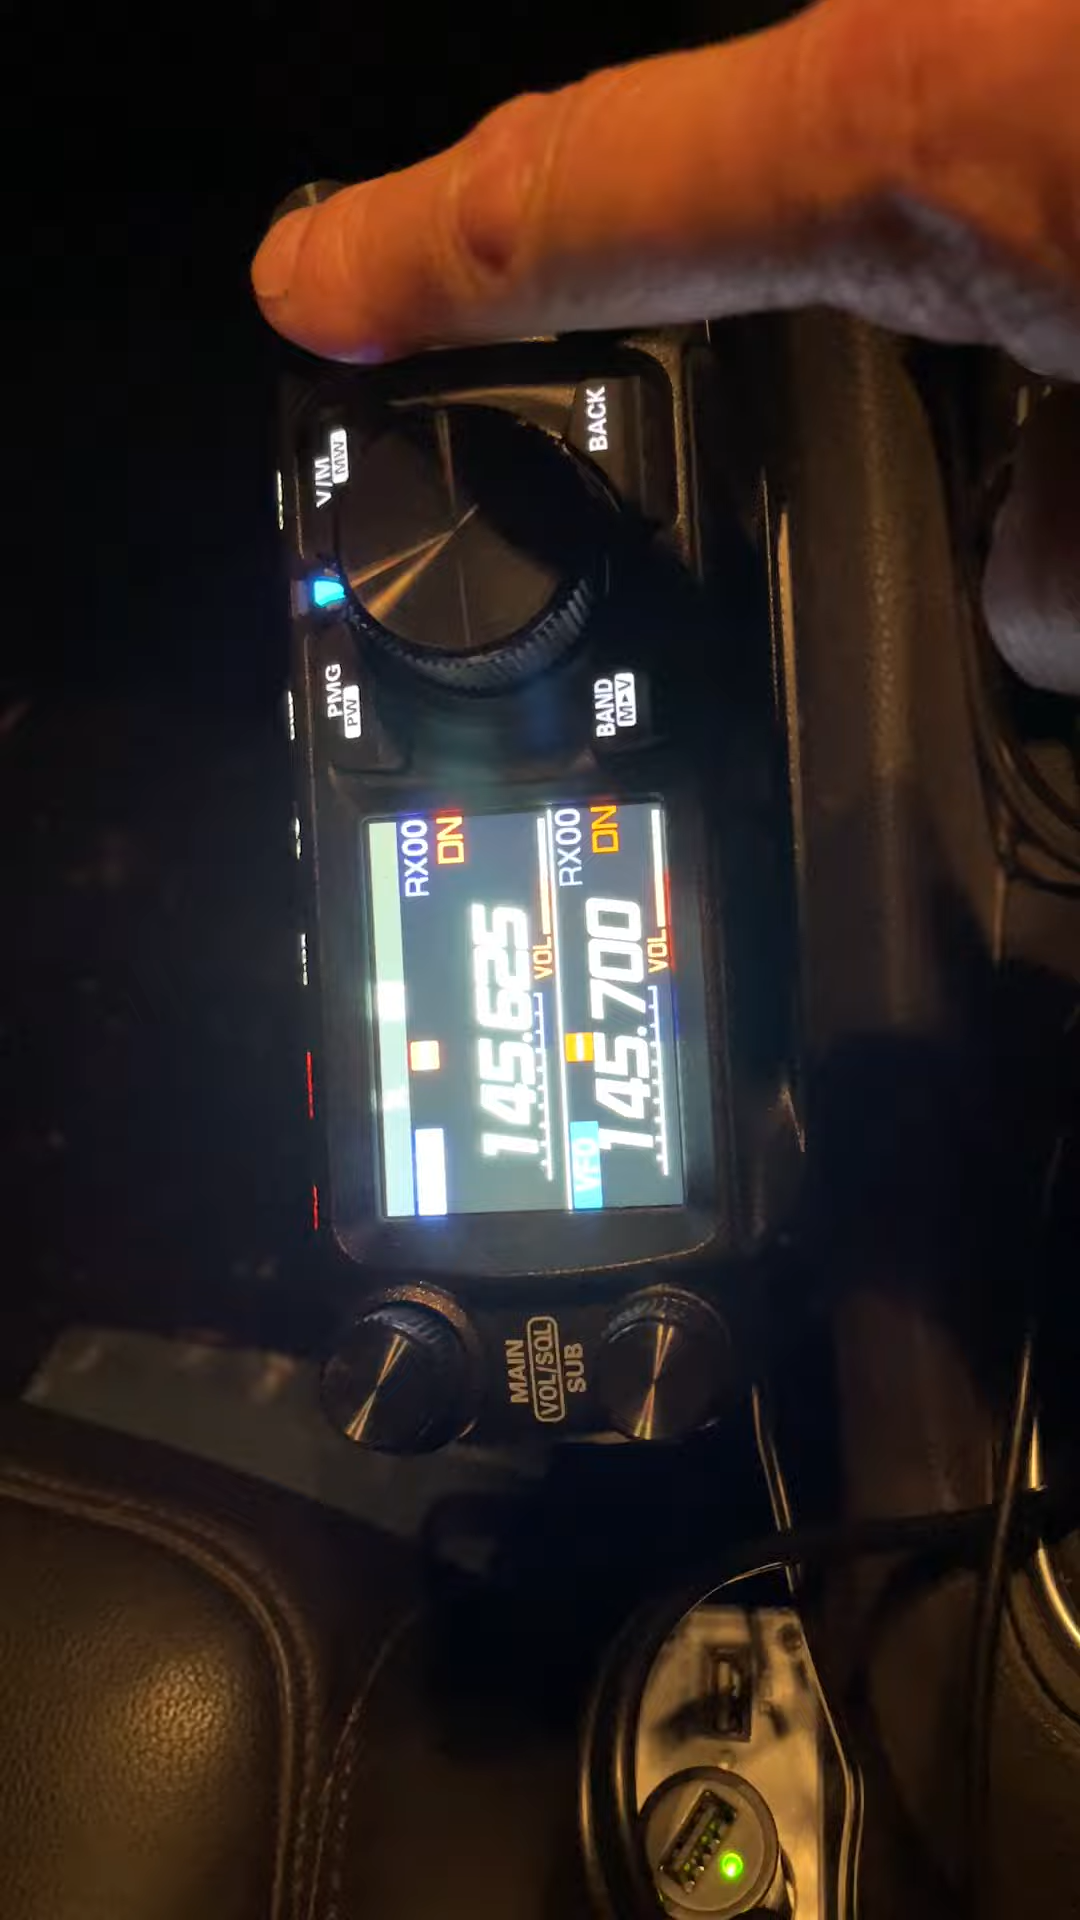 RX00
DN
145.625
VOL
RX00
DN
VFO
145.700
VOL
PMG
PW
V/M
MW
BAND
M▶V
BACK
MAIN
VOL/SQL
SUB